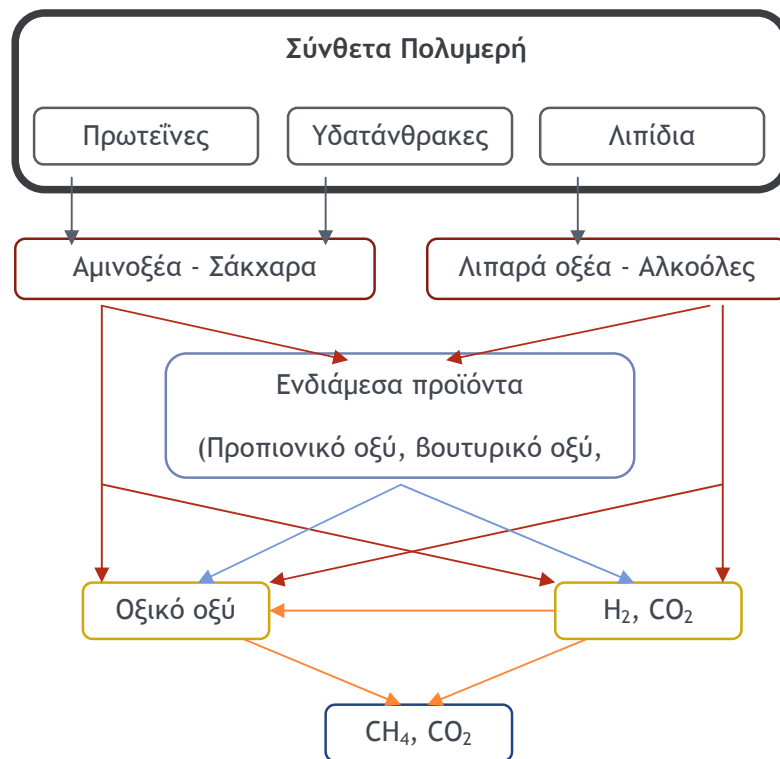 Σύνθετα Πολυμερή
Πρωτεΐνες
Υδατάνθρακες
Λιπίδια
Αμινοξέα - Σάκχαρα
Λιπαρά οξέα - Αλκοόλες
Ενδιάμεσα προϊόντα
(Προπιονικό οξύ, βουτυρικό οξύ,
Οξικό οξύ
H₂, CO₂
CH₄, CO₂